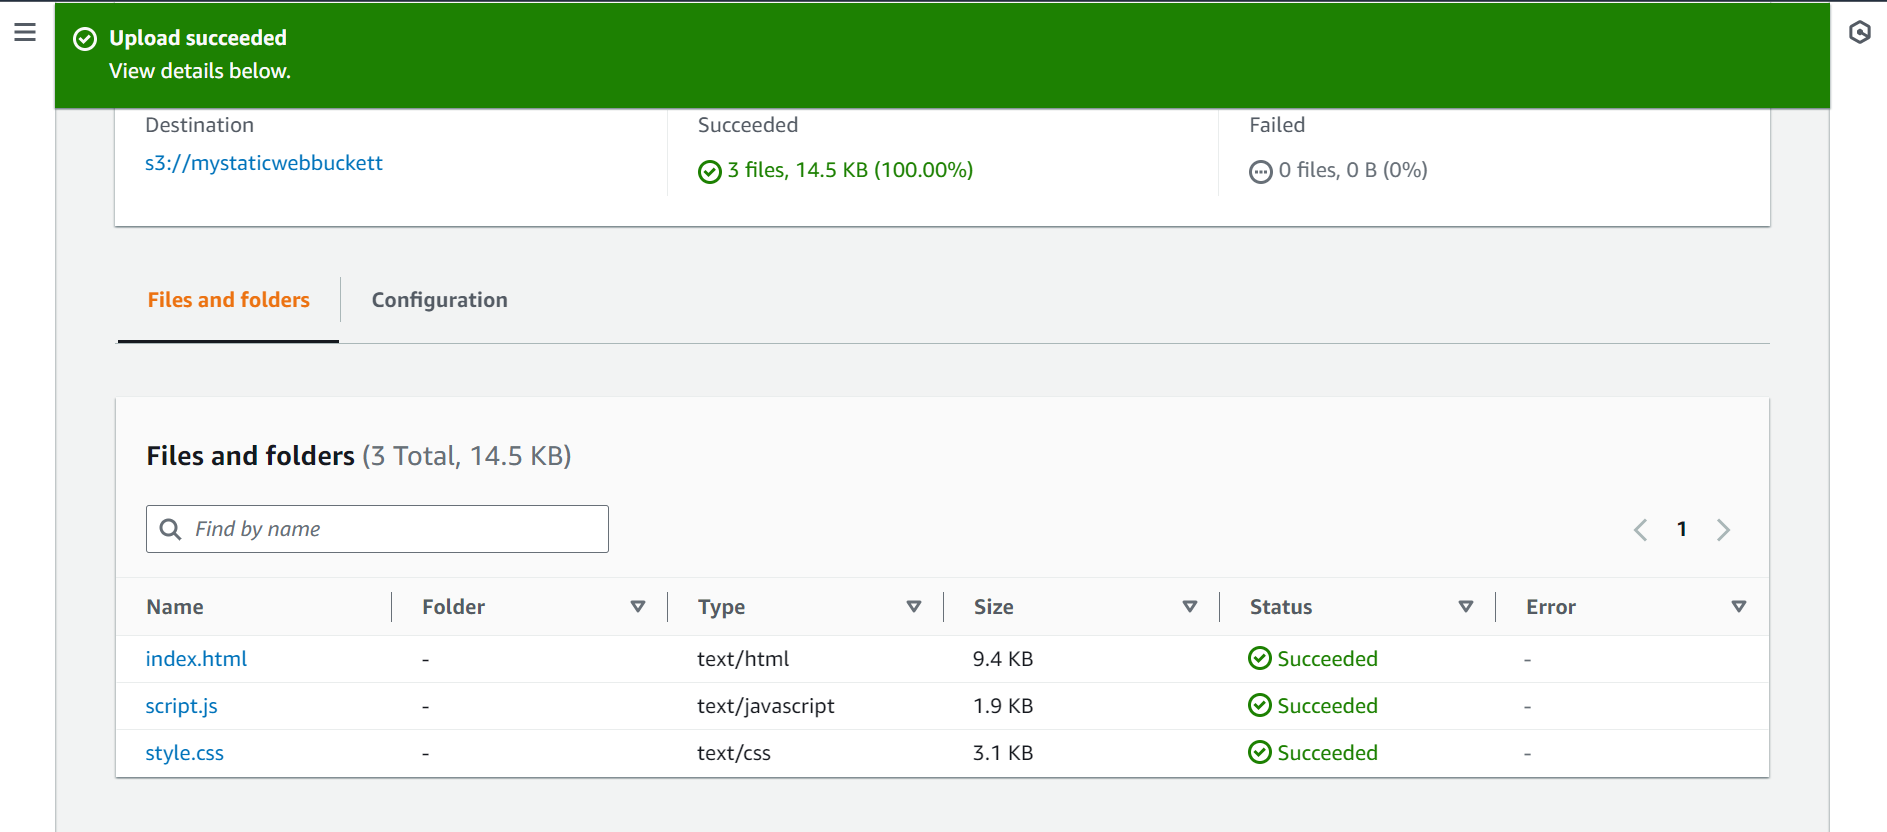 Upload succeeded
View details below.
Destination Succeeded Failed
s3://mystaticwebbuckett 3 files, 14.5 KB (100.00%) 0 files, 0 B (0%)
Files and folders Configuration
Files and folders (3 Total, 14.5 KB)
Find by name 1
Name Folder Type Size Status Error
index.html - text/html 9.4 KB Succeeded -
script.js - text/javascript 1.9 KB Succeeded -
style.css - text/css 3.1 KB Succeeded -